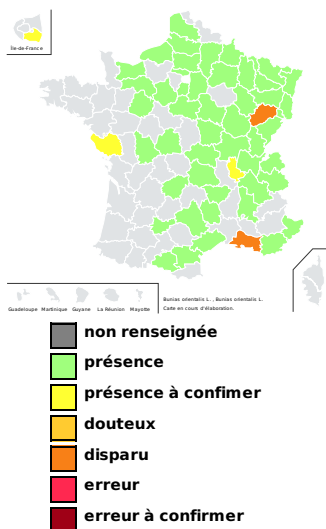 Île-de-France
Guadeloupe Martinique Guyane La Réunion Mayotte
Bunias orientalis L. , Bunias orientalis L.
Carte en cours d'élaboration.
non renseignée
présence
présence à confimer
douteux
disparu
erreur
erreur à confirmer